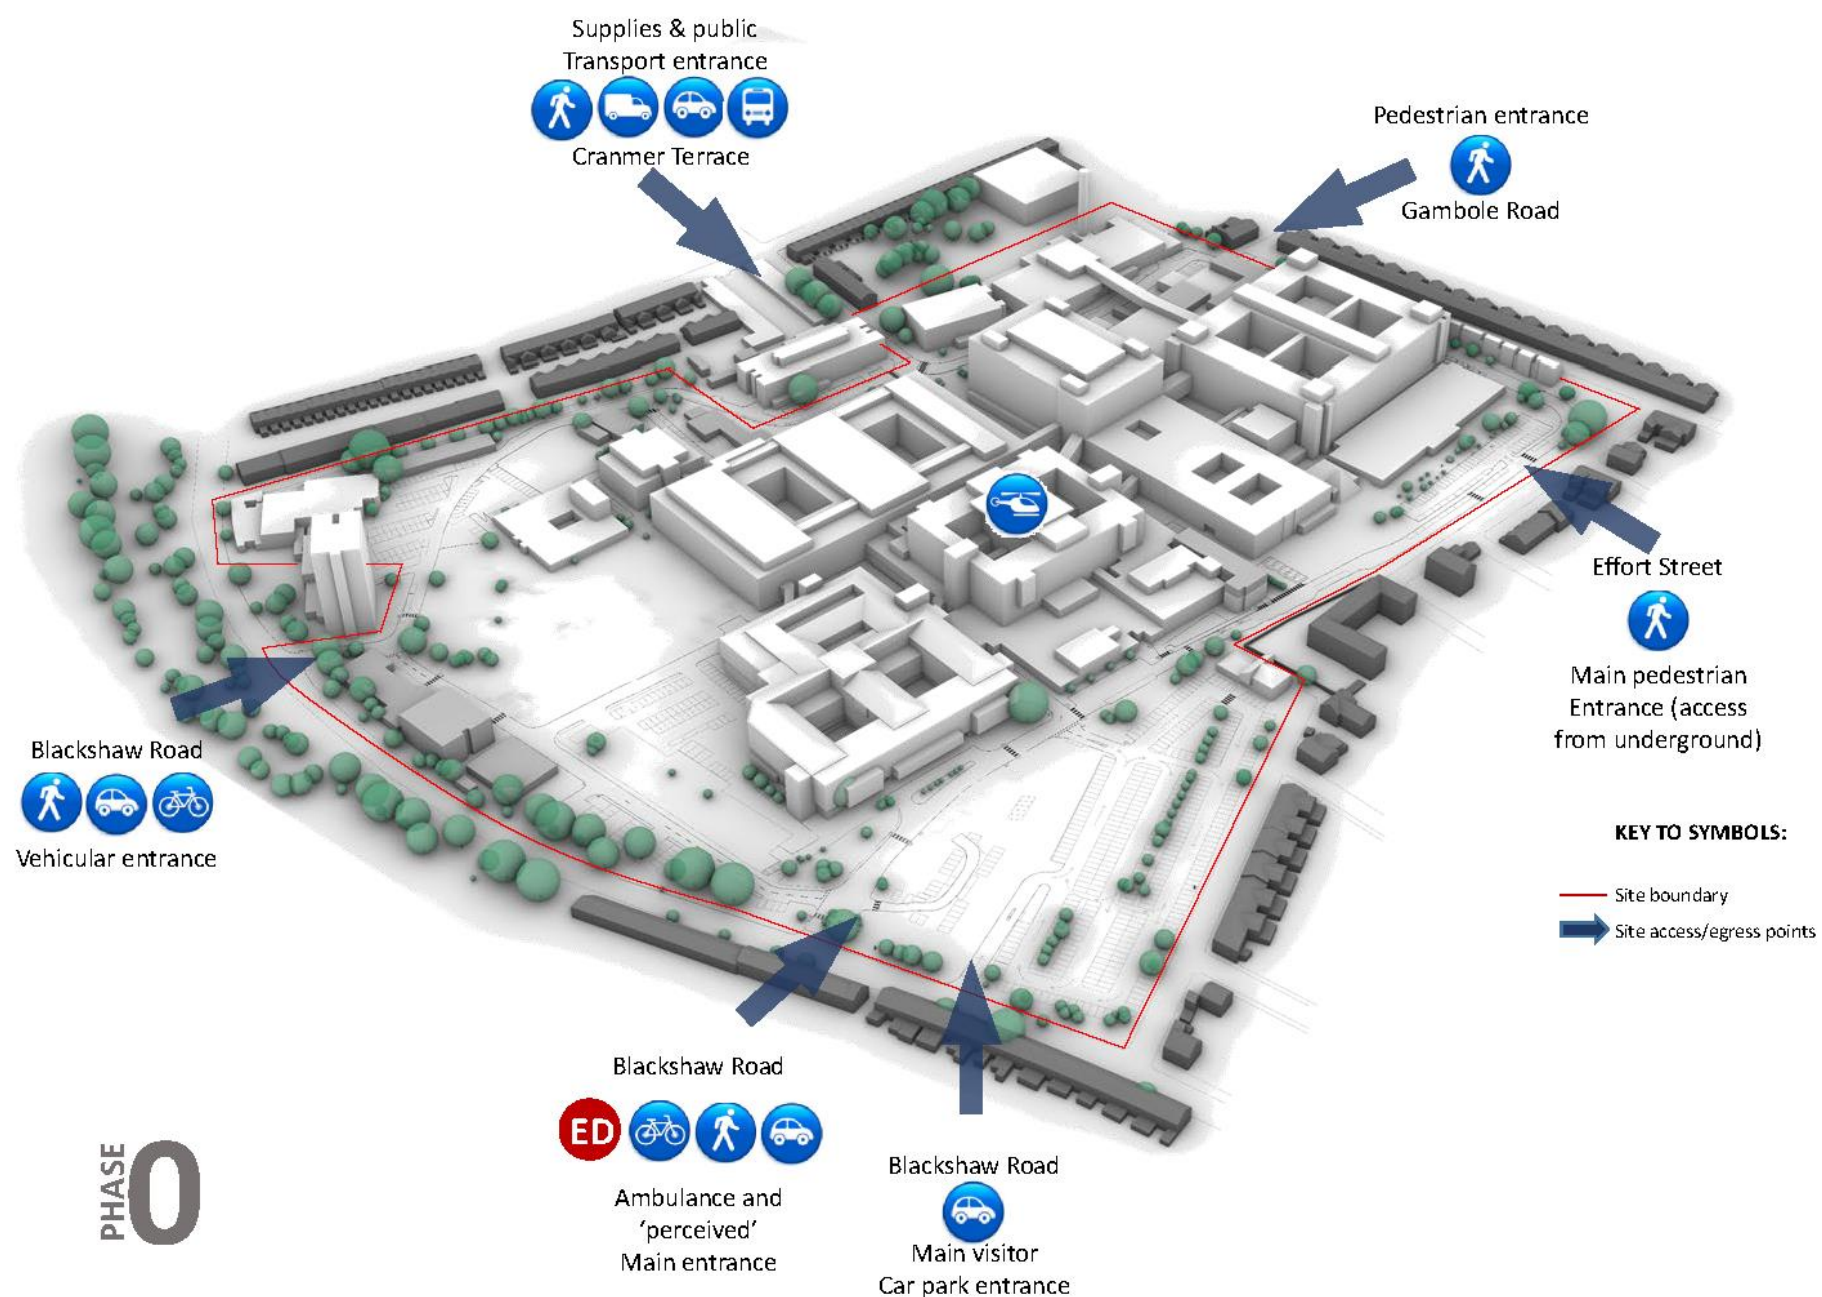 Supplies & public
Transport entrance
Cranmer Terrace
Pedestrian entrance
Gambole Road
Effort Street
Main pedestrian
Entrance (access
from underground)
Blackshaw Road
Vehicular entrance
KEY TO SYMBOLS:
Site boundary
Site access/egress points
Blackshaw Road
ED
Ambulance and
‘perceived’
Main entrance
Blackshaw Road
Main visitor
Car park entrance
PHASE 0